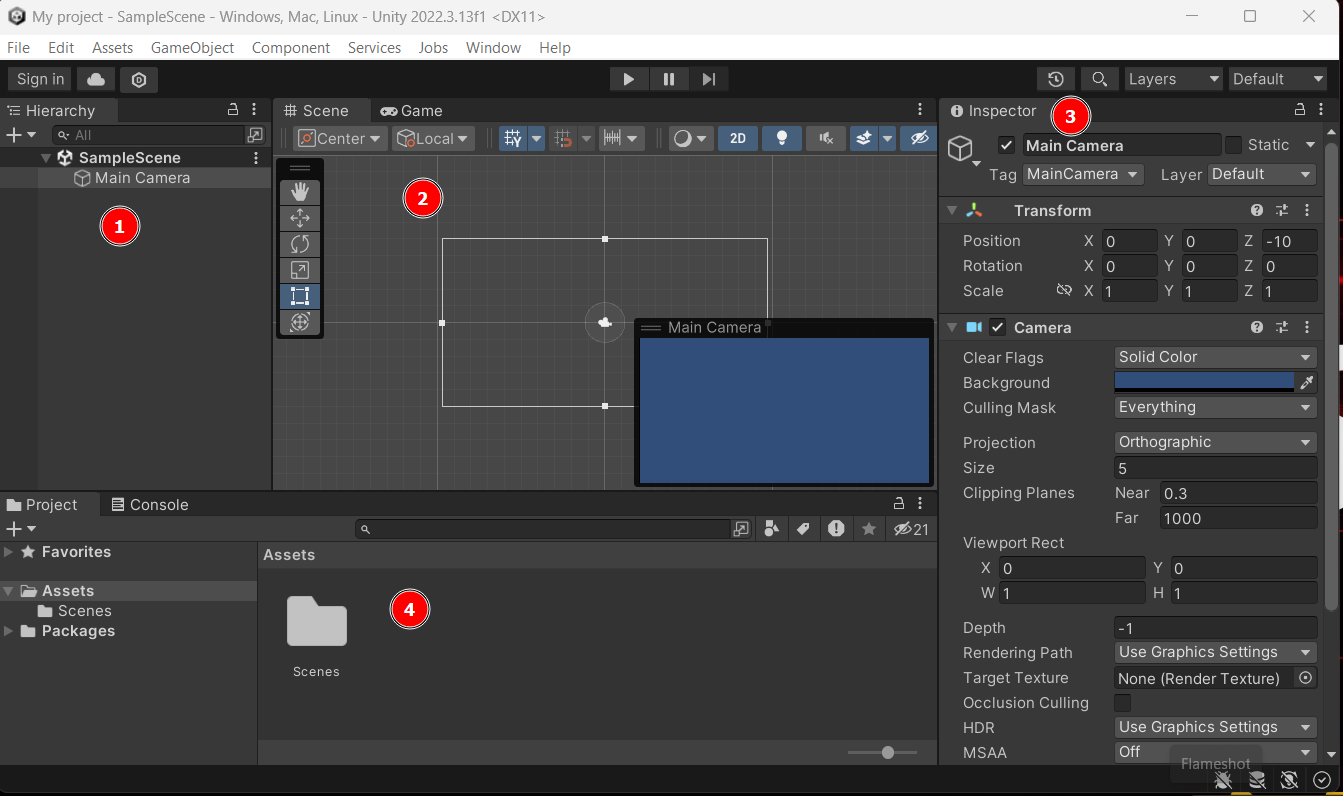 My project - SampleScene - Windows, Mac, Linux - Unity 2022.3.13f1 <DX11>
File Edit Assets GameObject Component Services Jobs Window Help
Sign in
Layers
Default
Hierarchy
All
SampleScene
Main Camera
1
Scene
Game
Center
Local
2D
2
Main Camera
Inspector
3
Main Camera
Static
Tag MainCamera Layer Default
Transform
Position X 0 Y 0 Z -10
Rotation X 0 Y 0 Z 0
Scale X 1 Y 1 Z 1
Camera
Clear Flags Solid Color
Background
Culling Mask Everything
Projection Orthographic
Size 5
Clipping Planes Near 0.3
Far 1000
Viewport Rect
X 0 Y 0
W 1 H 1
Depth -1
Rendering Path Use Graphics Settings
Target Texture None (Render Texture)
Occlusion Culling
HDR Use Graphics Settings
MSAA Off
Flameshot
Project
Console
21
Favorites
Assets
Scenes
Packages
Assets
Scenes
4